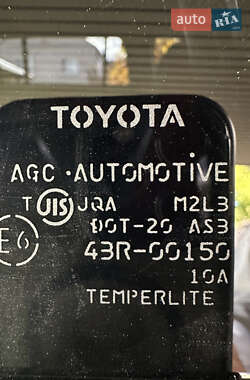 auto RIA
TOYOTA
AGC · AUTOMOTIVE
T JIS JQA M2L3
DOT-20 AS3
E6 43R-00150
10A
TEMPERLITE